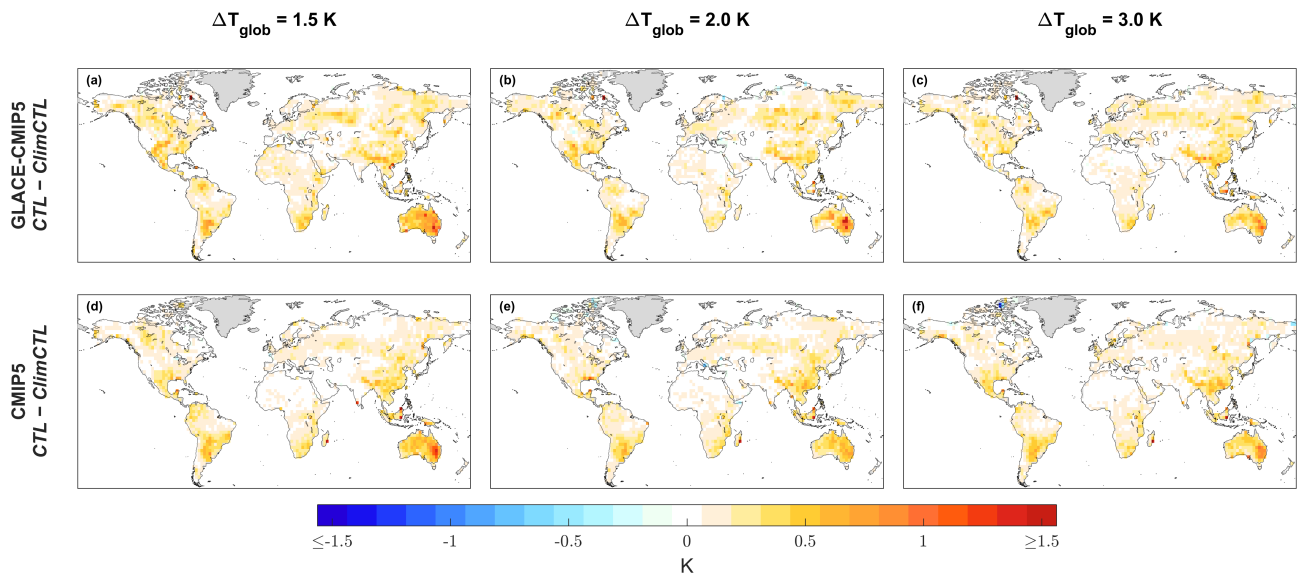 ΔT_glob = 1.5 K
ΔT_glob = 2.0 K
ΔT_glob = 3.0 K
GLACE-CMIP5
CTL – ClimCTL
(a)
(b)
(c)
CMIP5
CTL – ClimCTL
(d)
(e)
(f)
≤-1.5 -1 -0.5 0 0.5 1 ≥1.5
K